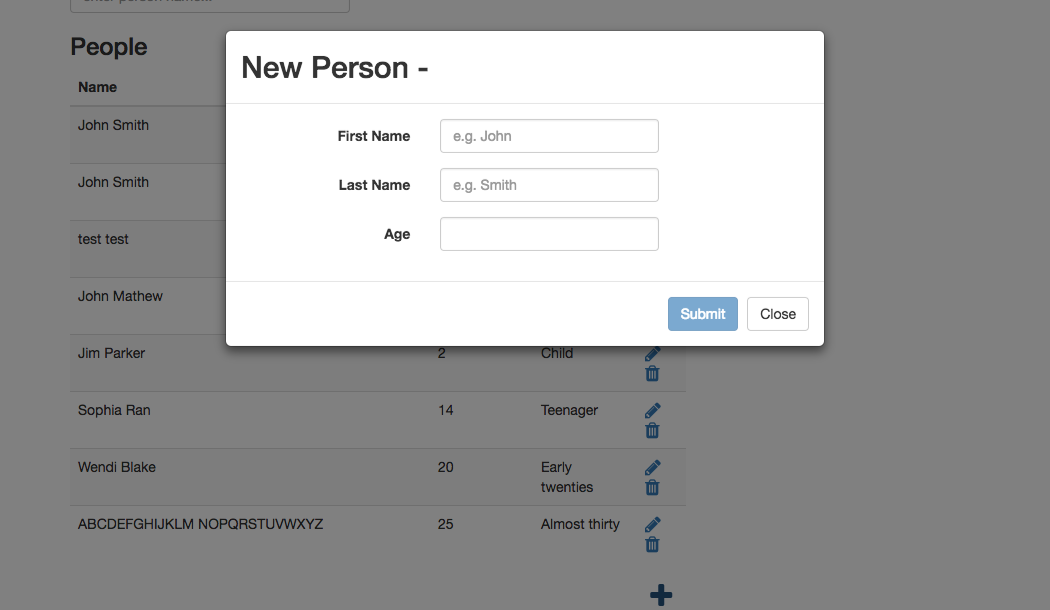 People
Name
New Person -
First Name
e.g. John
Last Name
e.g. Smith
Age
Submit
Close
John Smith
John Smith
test test
John Mathew
Jim Parker 2 Child
Sophia Ran 14 Teenager
Wendi Blake 20 Early
twenties
ABCDEFGHIJKLM NOPQRSTUVWXYZ 25 Almost thirty